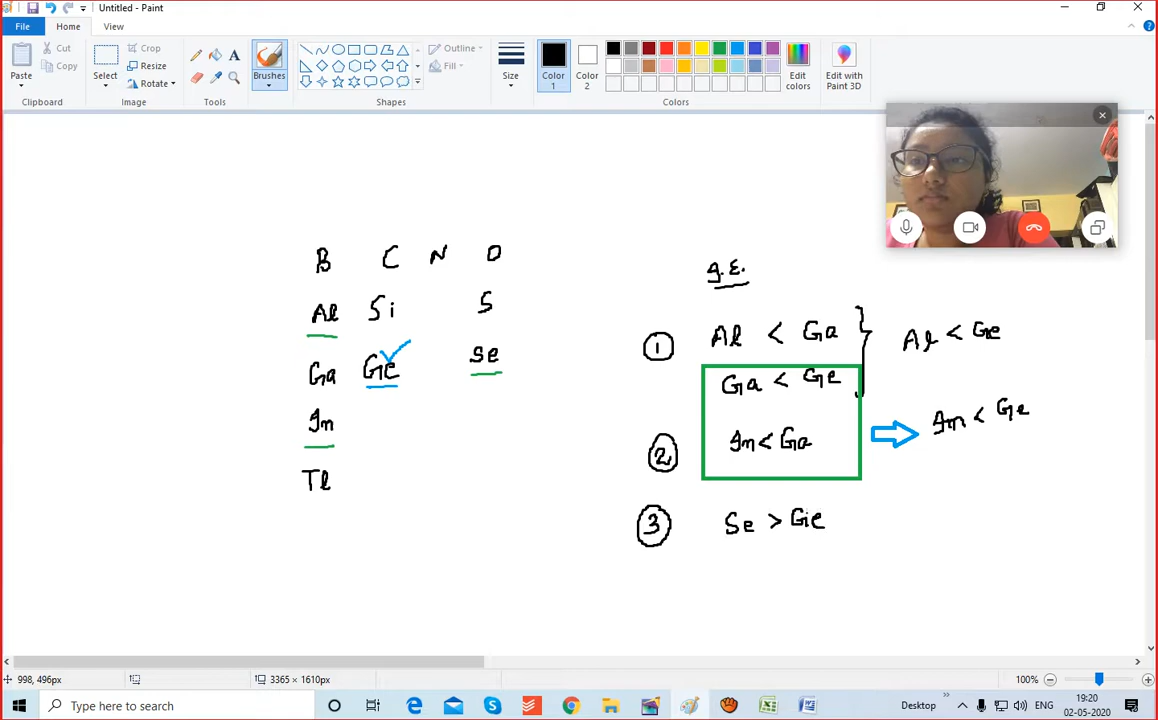 Untitled - Paint
File Home View
Paste Cut Copy
Select Crop Resize Rotate
Brushes
Outline
Fill
Size
Color 1
Color 2
Edit colors
Edit with Paint 3D
Clipboard Image Tools Shapes Colors
B C N O
Al Si S
Ga Ge Se
In
Tl
I.E.
1 Al < Ga Al < Ge
Ga < Ge
2 In < Ga In < Ge
3 Se > Ge
998, 496px 3365 × 1610px 100%
Type here to search
Desktop
ENG
19:20
02-05-2020